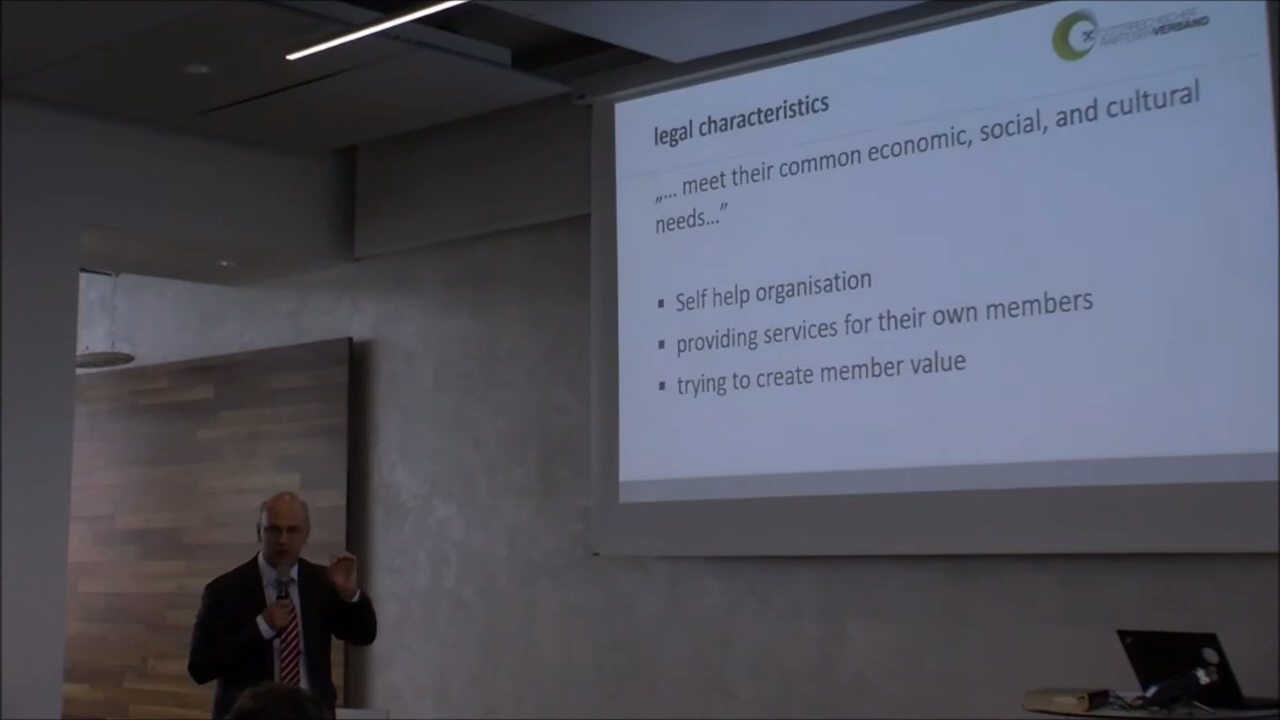 VERBAND
legal characteristics
„... meet their common economic, social, and cultural
needs...”
▪ Self help organisation
▪ providing services for their own members
▪ trying to create member value